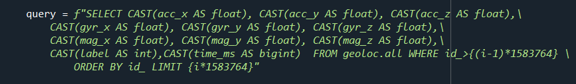 query = f"SELECT CAST(acc_x AS float), CAST(acc_y AS float), CAST(acc_z AS float),\
CAST(gyr_x AS float), CAST(gyr_y AS float), CAST(gyr_z AS float),\
CAST(mag_x AS float), CAST(mag_y AS float), CAST(mag_z AS float),\
CAST(label AS int),CAST(time_ms AS bigint)  FROM geoloc.all WHERE id_>{(i-1)*1583764} \
ORDER BY id_ LIMIT {i*1583764}"